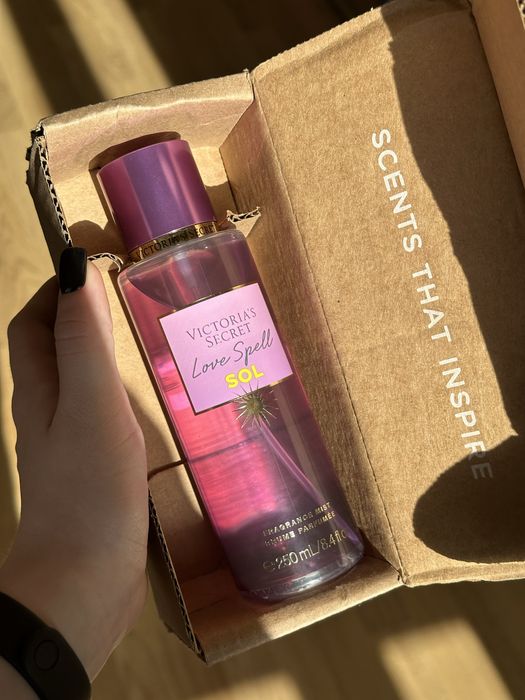 VICTORIA'S SECRET
VICTORIA'S
SECRET
Love Spell
SOL
FRAGRANCE MIST
BRUME PARFUMÉE
℮ 250 mL/8.4 fl o
SCENTS THAT INSPIRE